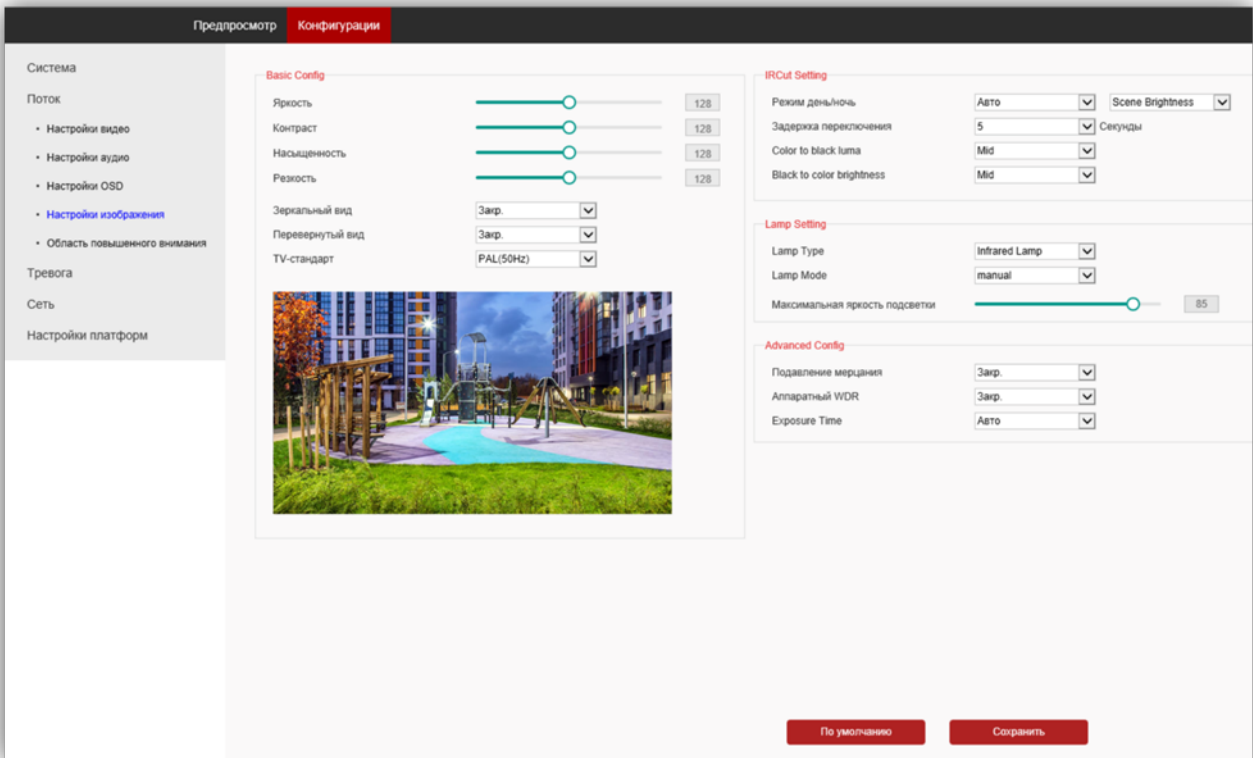 Предпросмотр Конфигурации
Система
Поток
• Настройки видео
• Настройки аудио
• Настройки OSD
• Настройки изображения
• Область повышенного внимания
Тревога
Сеть
Настройки платформ
Basic Config
Яркость 128
Контраст 128
Насыщенность 128
Резкость 128
Зеркальный вид Закр.
Перевернутый вид Закр.
TV-стандарт PAL(50Hz)
IRCut Setting
Режим день/ночь Авто Scene Brightness
Задержка переключения 5 Секунды
Color to black luma Mid
Black to color brightness Mid
Lamp Setting
Lamp Type Infrared Lamp
Lamp Mode manual
Максимальная яркость подсветки 85
Advanced Config
Подавление мерцания Закр.
Аппаратный WDR Закр.
Exposure Time Авто
По умолчанию Сохранить